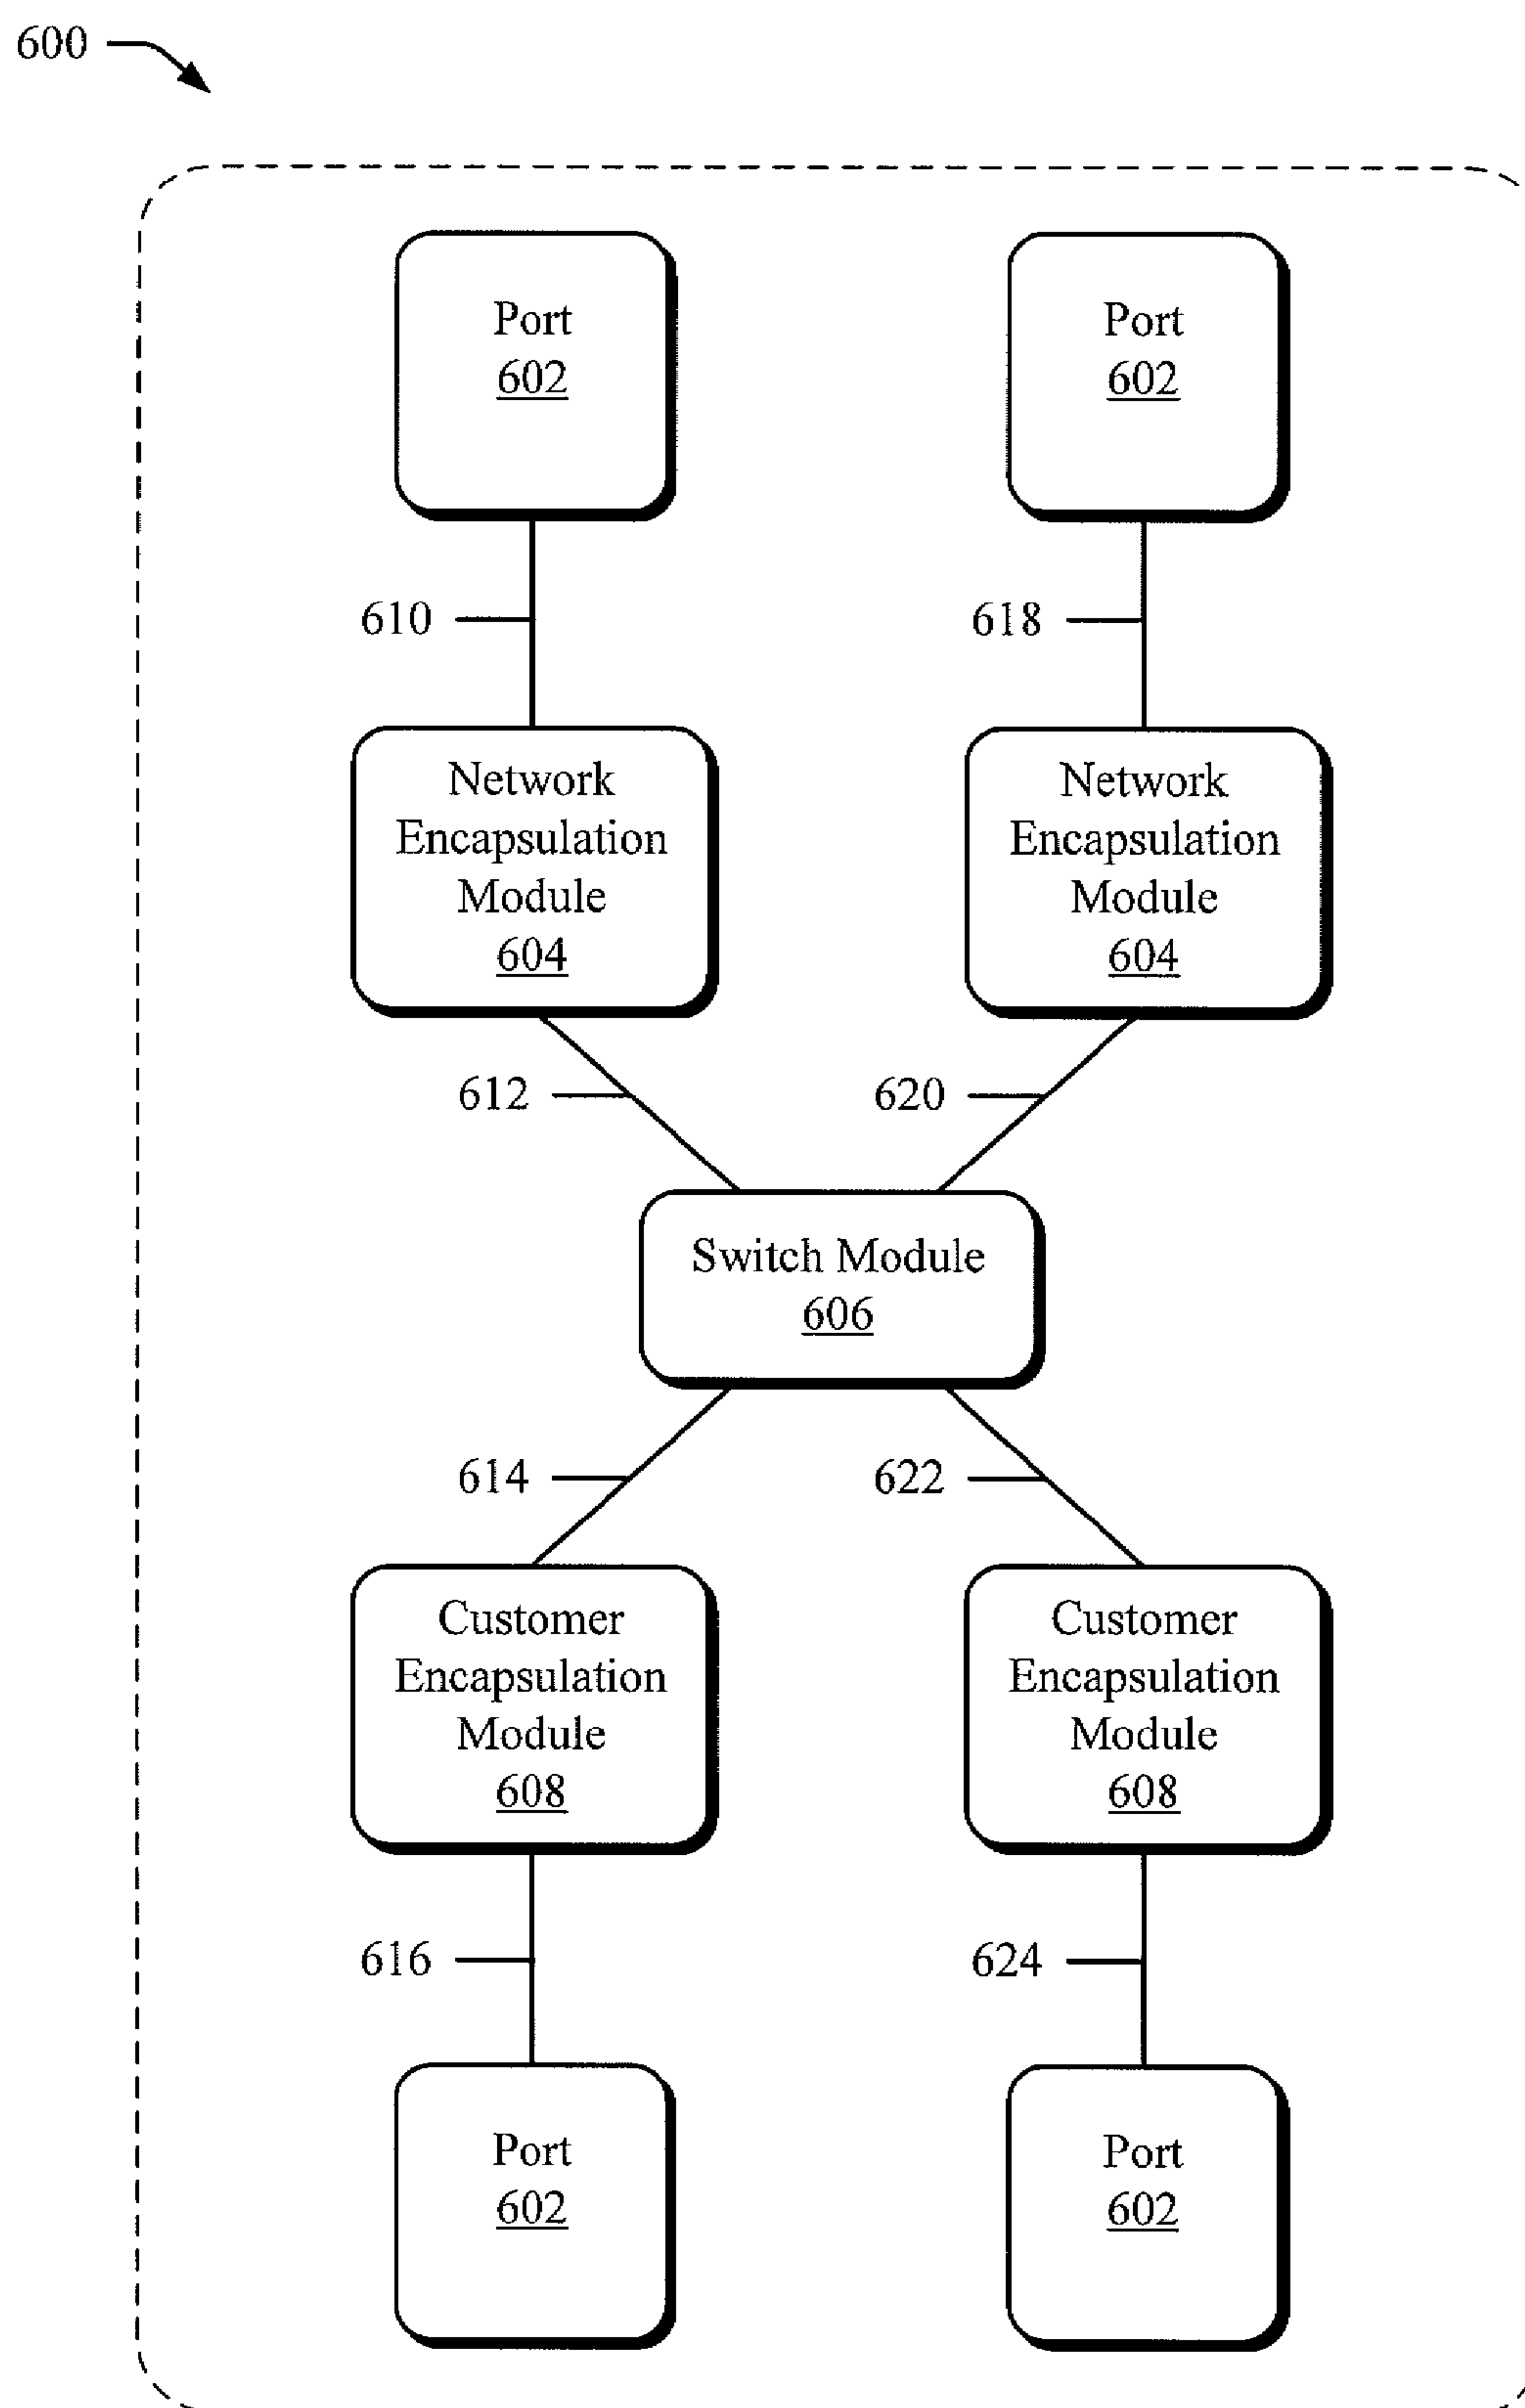 600
Port
602
Port
602
610
618
Network
Encapsulation
Module
604
Network
Encapsulation
Module
604
612
620
Switch Module
606
614
622
Customer
Encapsulation
Module
608
Customer
Encapsulation
Module
608
616
624
Port
602
Port
602